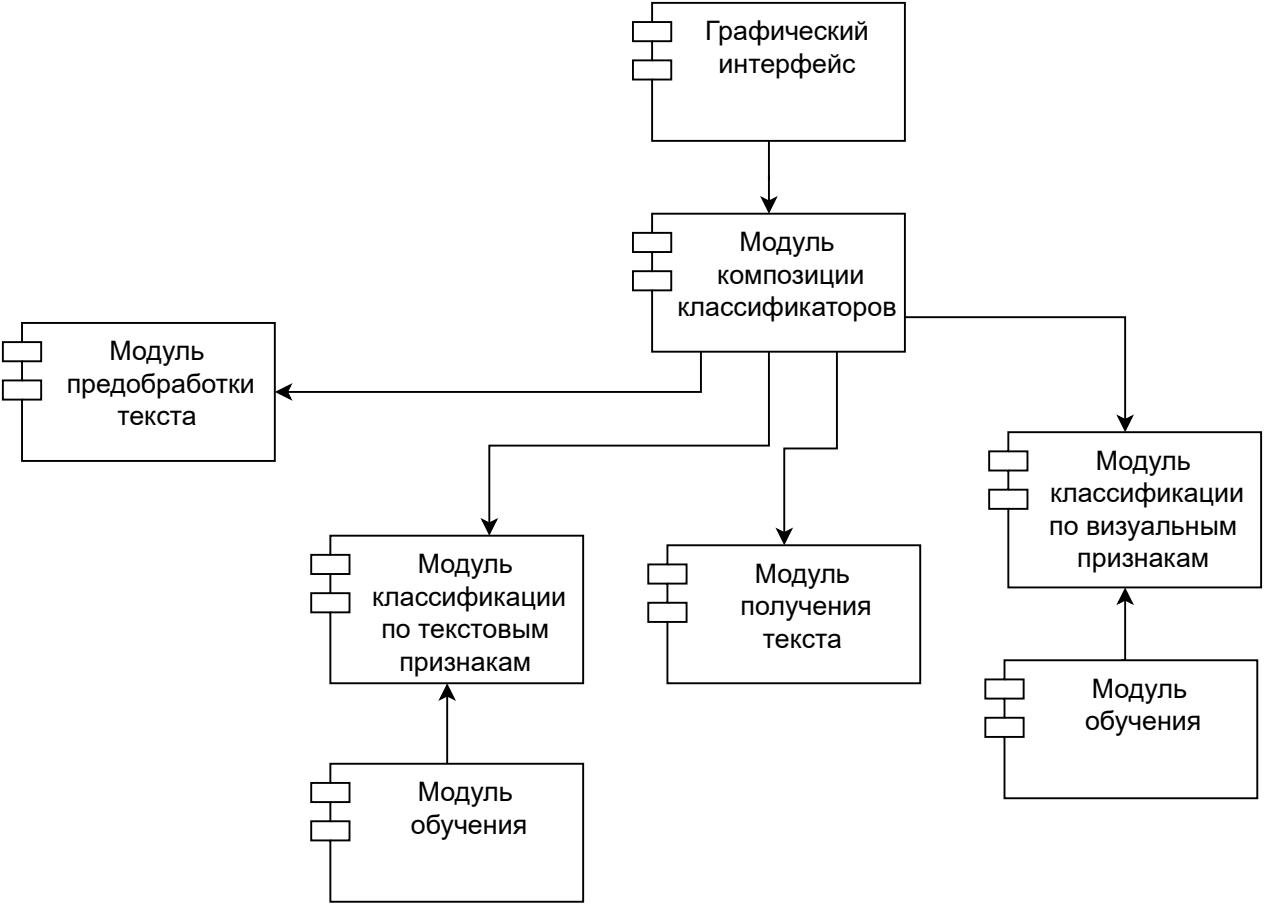 Графический
интерфейс
Модуль
композиции
классификаторов
Модуль
предобработки
текста
Модуль
классификации
по текстовым
признакам
Модуль
получения
текста
Модуль
классификации
по визуальным
признакам
Модуль
обучения
Модуль
обучения